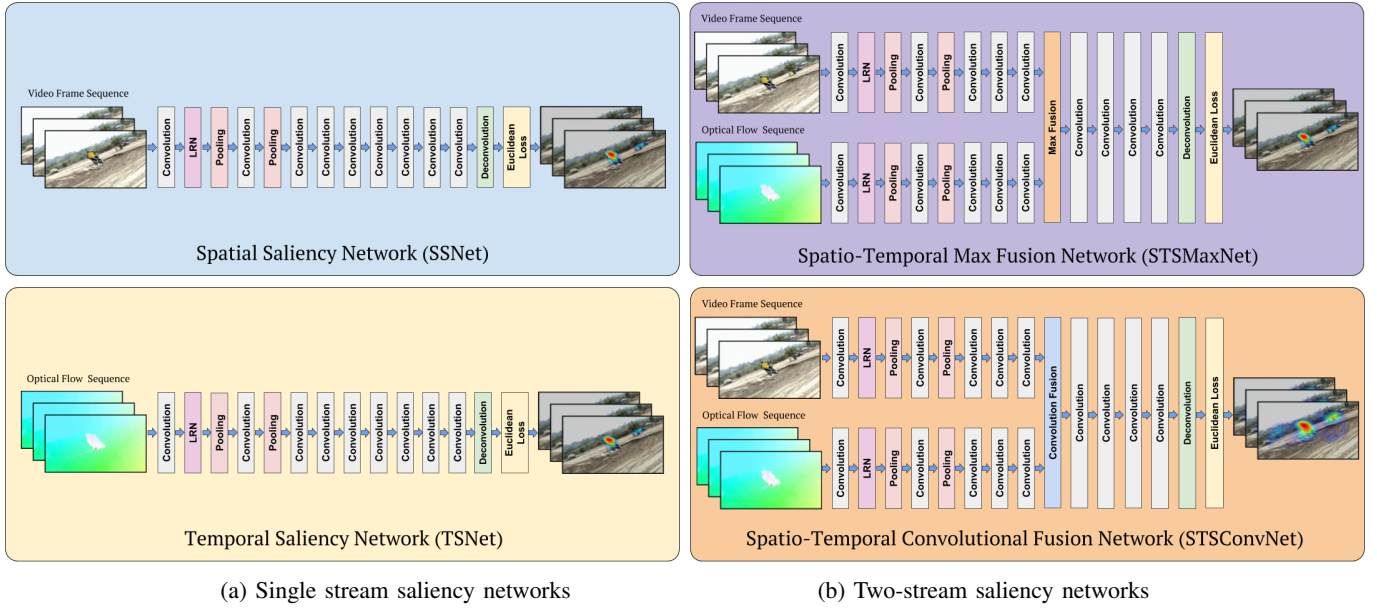 Video Frame Sequence
Convolution
LRN
Pooling
Convolution
Pooling
Convolution
Convolution
Convolution
Convolution
Convolution
Convolution
Convolution
Deconvolution
Euclidean
Loss
Spatial Saliency Network (SSNet)
Optical Flow Sequence
Convolution
LRN
Pooling
Convolution
Pooling
Convolution
Convolution
Convolution
Convolution
Convolution
Convolution
Convolution
Deconvolution
Euclidean
Loss
Temporal Saliency Network (TSNet)
(a) Single stream saliency networks
Video Frame Sequence
Convolution
LRN
Pooling
Convolution
Pooling
Convolution
Convolution
Convolution
Optical Flow Sequence
Convolution
LRN
Pooling
Convolution
Pooling
Convolution
Convolution
Convolution
Max Fusion
Convolution
Convolution
Convolution
Convolution
Deconvolution
Euclidean Loss
Spatio-Temporal Max Fusion Network (STSMaxNet)
Video Frame Sequence
Convolution
LRN
Pooling
Convolution
Pooling
Convolution
Convolution
Convolution
Optical Flow Sequence
Convolution
LRN
Pooling
Convolution
Pooling
Convolution
Convolution
Convolution
Convolution Fusion
Convolution
Convolution
Convolution
Convolution
Deconvolution
Euclidean Loss
Spatio-Temporal Convolutional Fusion Network (STSConvNet)
(b) Two-stream saliency networks